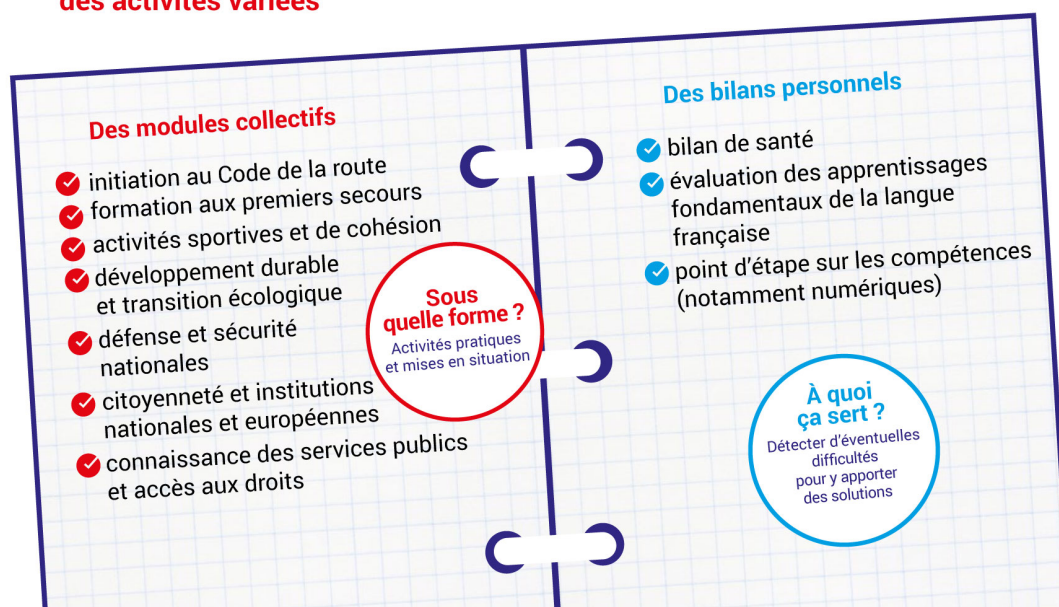 des activités variées
Des modules collectifs
initiation au Code de la route
formation aux premiers secours
activités sportives et de cohésion
développement durable
et transition écologique
défense et sécurité
nationales
citoyenneté et institutions
nationales et européennes
connaissance des services publics
et accès aux droits
Sous
quelle forme ?
Activités pratiques
et mises en situation
Des bilans personnels
bilan de santé
évaluation des apprentissages
fondamentaux de la langue
française
point d’étape sur les compétences
(notamment numériques)
À quoi
ça sert ?
Détecter d’éventuelles
difficultés
pour y apporter
des solutions